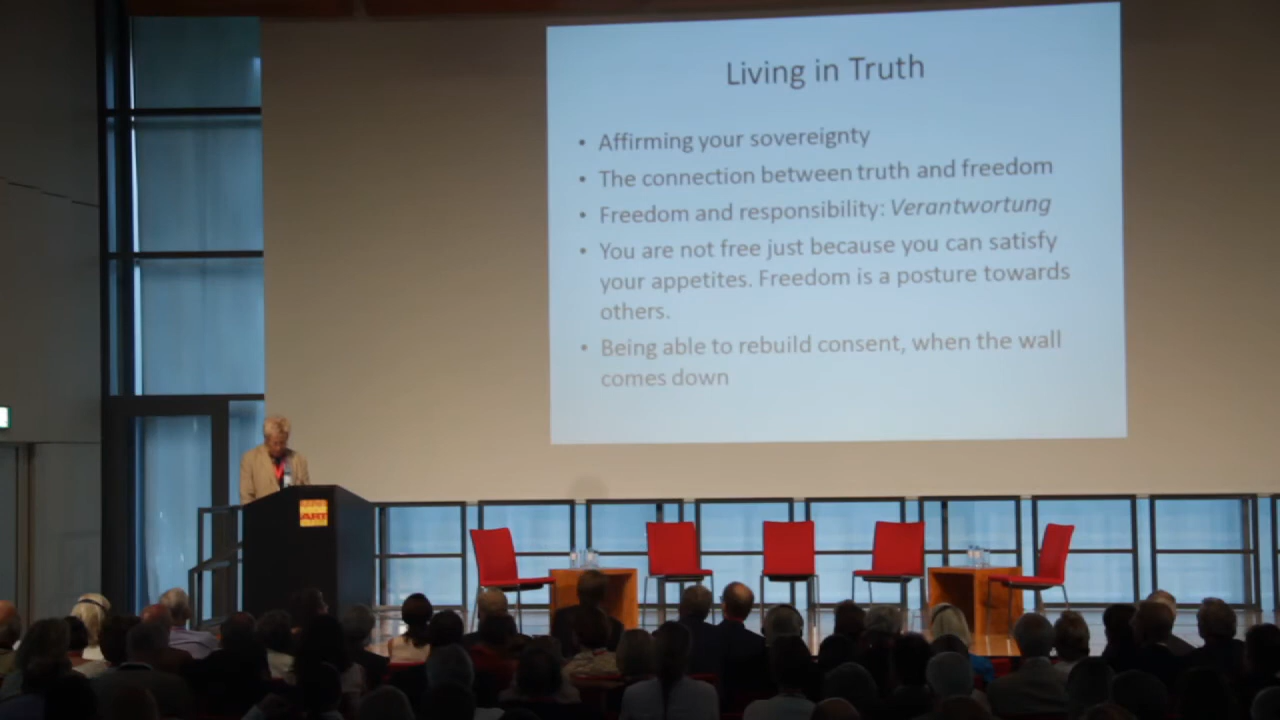 Living in Truth
• Affirming your sovereignty
• The connection between truth and freedom
• Freedom and responsibility: Verantwortung
• You are not free just because you can satisfy
your appetites. Freedom is a posture towards
others.
• Being able to rebuild consent, when the wall
comes down
ART